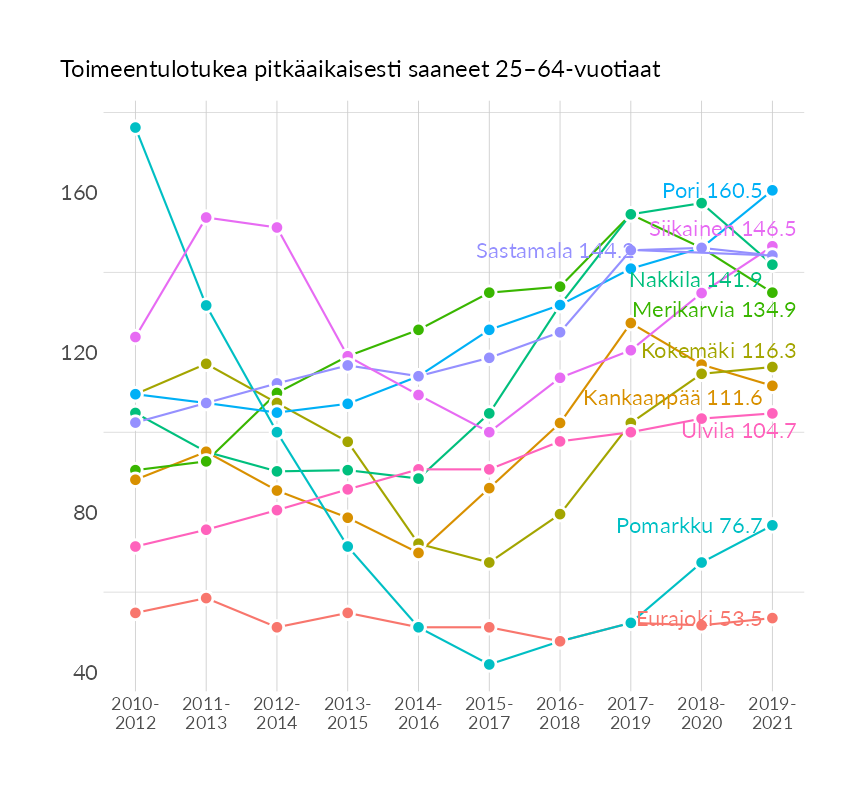 Toimeentulotukea pitkäaikaisesti saaneet 25–64-vuotiaat
160
120
80
40
Pori 160.5
Siikainen 146.5
Sastamala 144.2
Nakkila 141.9
Merikarvia 134.9
Kokemäki 116.3
Kankaanpää 111.6
Ulvila 104.7
Pomarkku 76.7
Eurajoki 53.5
2010- 2011- 2012- 2013- 2014- 2015- 2016- 2017- 2018- 2019-
2012 2013 2014 2015 2016 2017 2018 2019 2020 2021